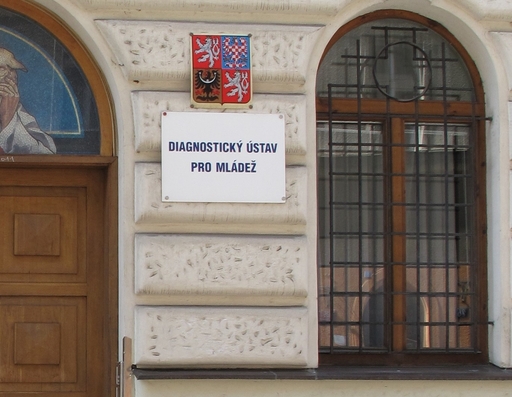 DIAGNOSTICKÝ ÚSTAV
PRO MLÁDEŽ